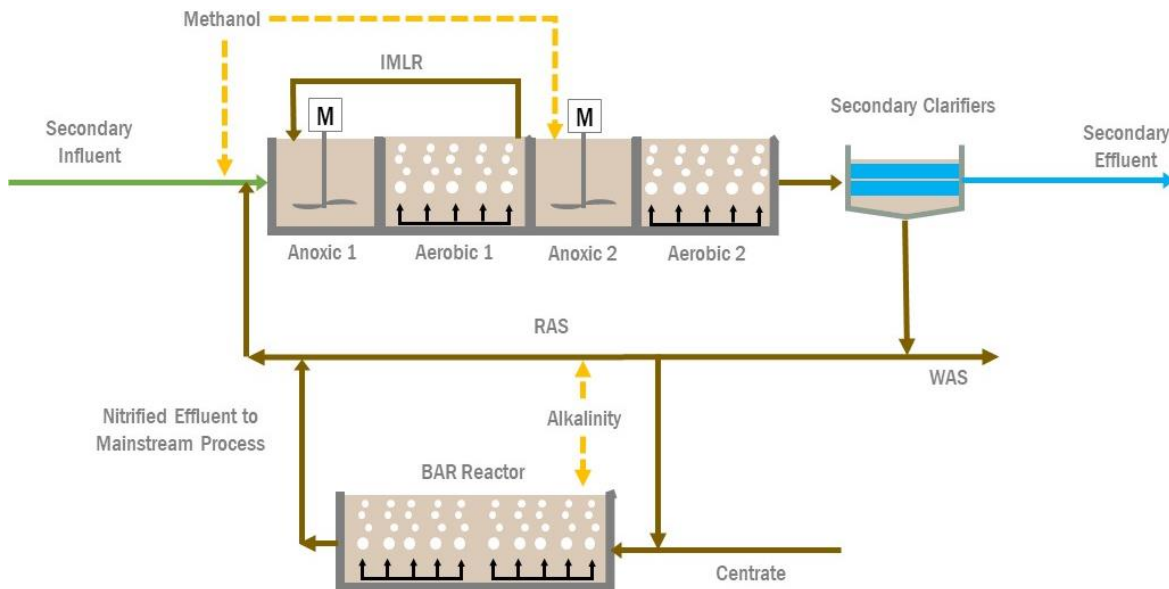 Methanol
IMLR
M
M
Secondary Clarifiers
Secondary
Influent
Secondary
Effluent
Anoxic 1
Aerobic 1
Anoxic 2
Aerobic 2
RAS
WAS
Nitrified Effluent to
Mainstream Process
Alkalinity
BAR Reactor
Centrate